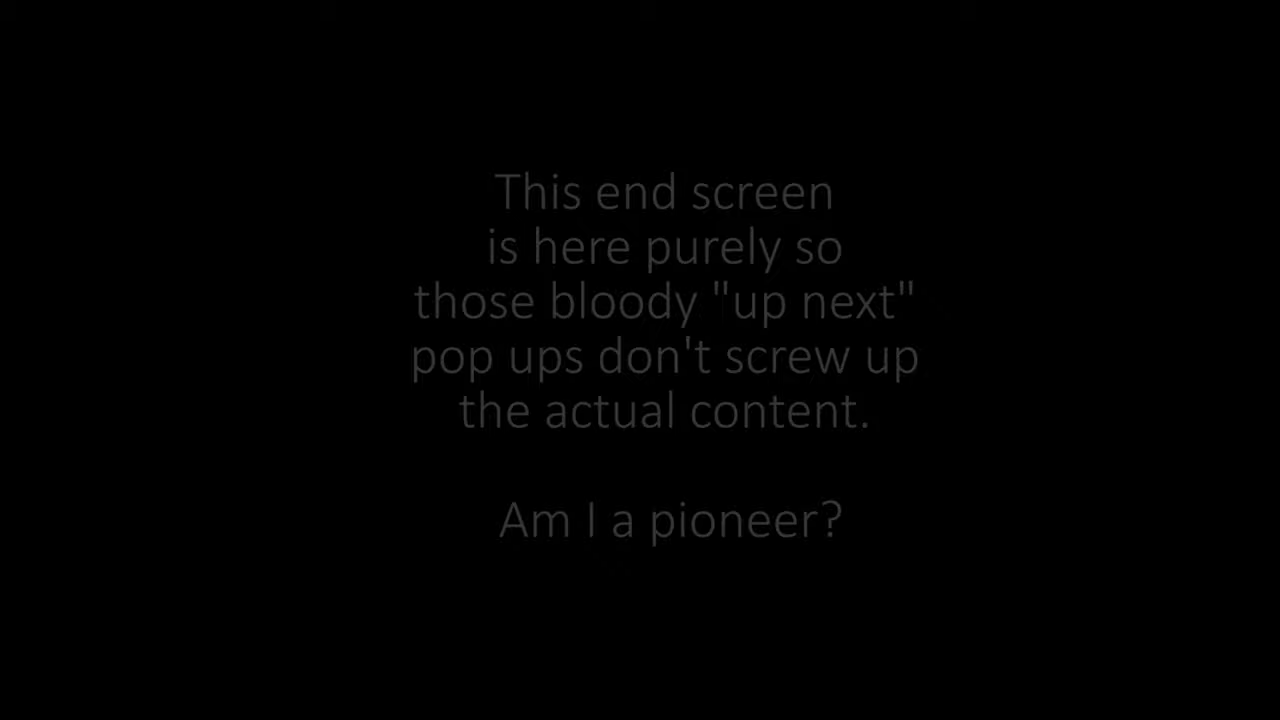 This end screen
is here purely so
those bloody "up next"
pop ups don't screw up
the actual content.
Am I a pioneer?